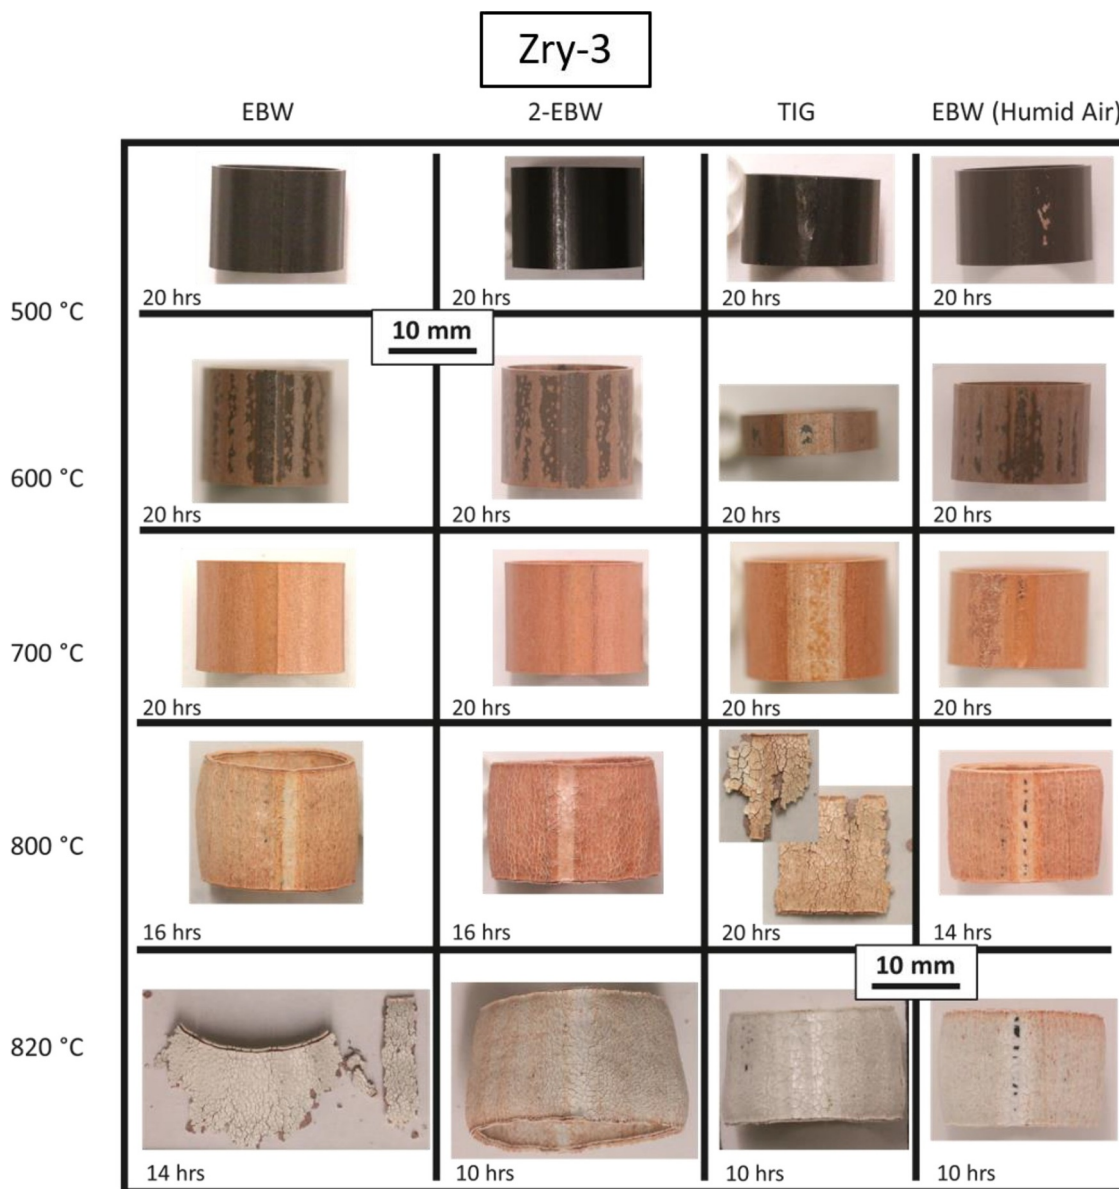 Zry-3
EBW
2-EBW
TIG
EBW (Humid Air)
500 °C
20 hrs
20 hrs
20 hrs
20 hrs
10 mm
600 °C
20 hrs
20 hrs
20 hrs
20 hrs
700 °C
20 hrs
20 hrs
20 hrs
20 hrs
800 °C
16 hrs
16 hrs
20 hrs
14 hrs
10 mm
820 °C
14 hrs
10 hrs
10 hrs
10 hrs